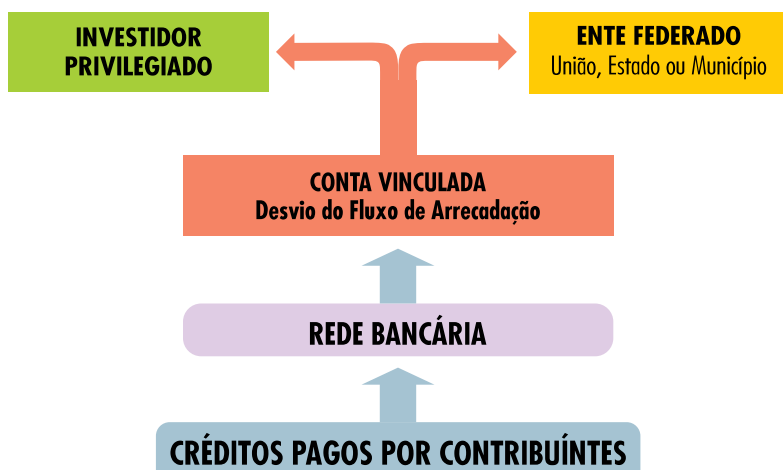 INVESTIDOR
PRIVILEGIADO
ENTE FEDERADO
União, Estado ou Município
CONTA VINCULADA
Desvio do Fluxo de Arrecadação
REDE BANCÁRIA
CRÉDITOS PAGOS POR CONTRIBUÍNTES